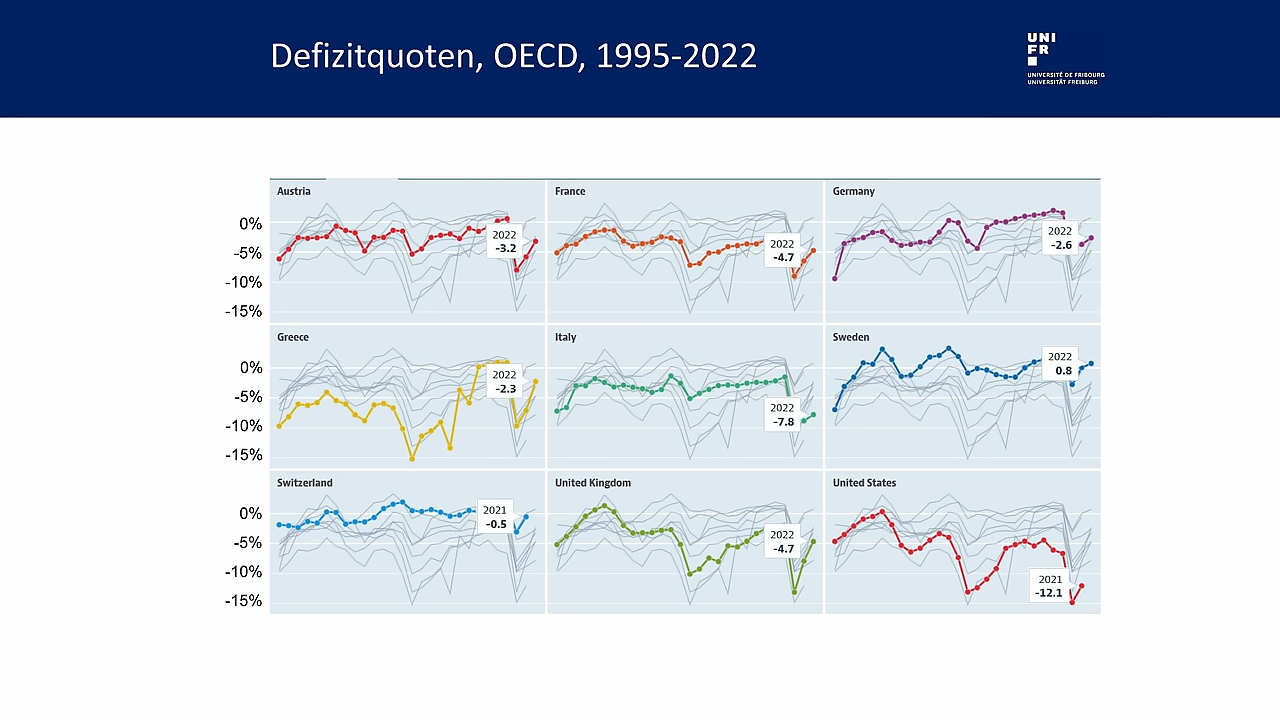 Defizitquoten, OECD, 1995-2022
UNI
FR
UNIVERSITÉ DE FRIBOURG
UNIVERSITÄT FREIBURG
Austria
France
Germany
0%
-5%
-10%
-15%
2022
-3.2
2022
-4.7
2022
-2.6
Greece
Italy
Sweden
0%
-5%
-10%
-15%
2022
-2.3
2022
-7.8
2022
0.8
Switzerland
United Kingdom
United States
0%
-5%
-10%
-15%
2021
-0.5
2022
-4.7
2021
-12.1